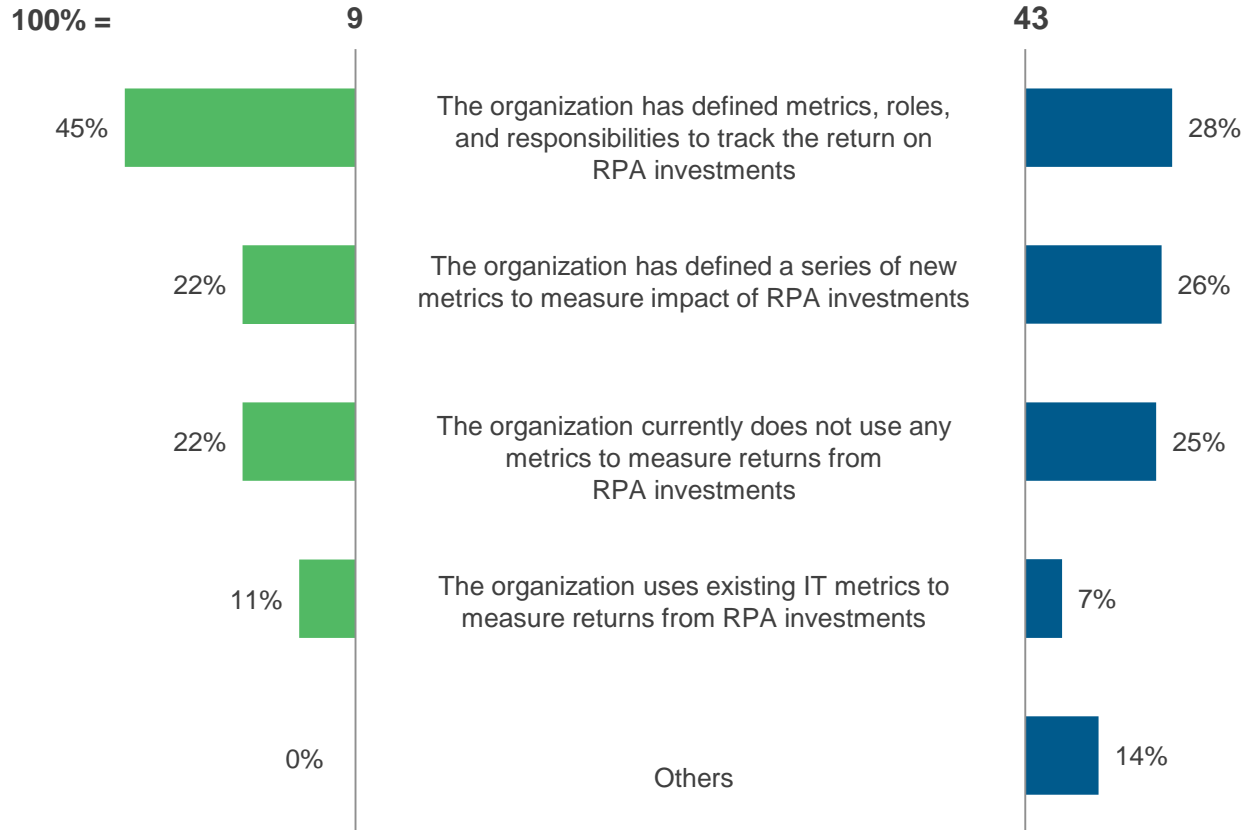 100% = 9 43
45%
The organization has defined metrics, roles,
and responsibilities to track the return on
RPA investments
28%
22%
The organization has defined a series of new
metrics to measure impact of RPA investments
26%
22%
The organization currently does not use any
metrics to measure returns from
RPA investments
25%
11%
The organization uses existing IT metrics to
measure returns from RPA investments
7%
0%
Others
14%